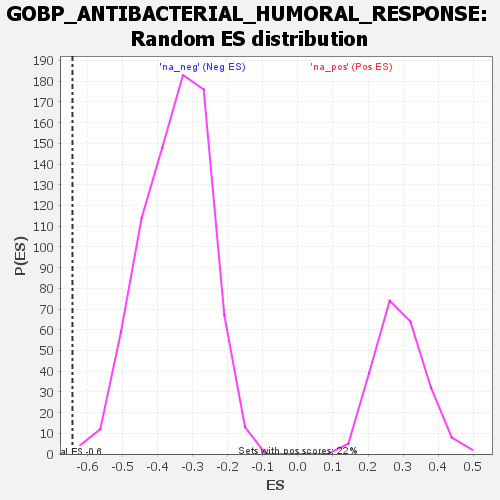 GOBP_ANTIBACTERIAL_HUMORAL_RESPONSE:
Random ES distribution
'na_neg' (Neg ES) 'na_pos' (Pos ES)
190
180
170
160
150
140
130
120
110
100
90
80
70
60
50
40
30
20
10
0
P(ES)
al ES -0.6 Sets with pos scores: 22%
-0.6 -0.5 -0.4 -0.3 -0.2 -0.1 0.0 0.1 0.2 0.3 0.4 0.5
ES